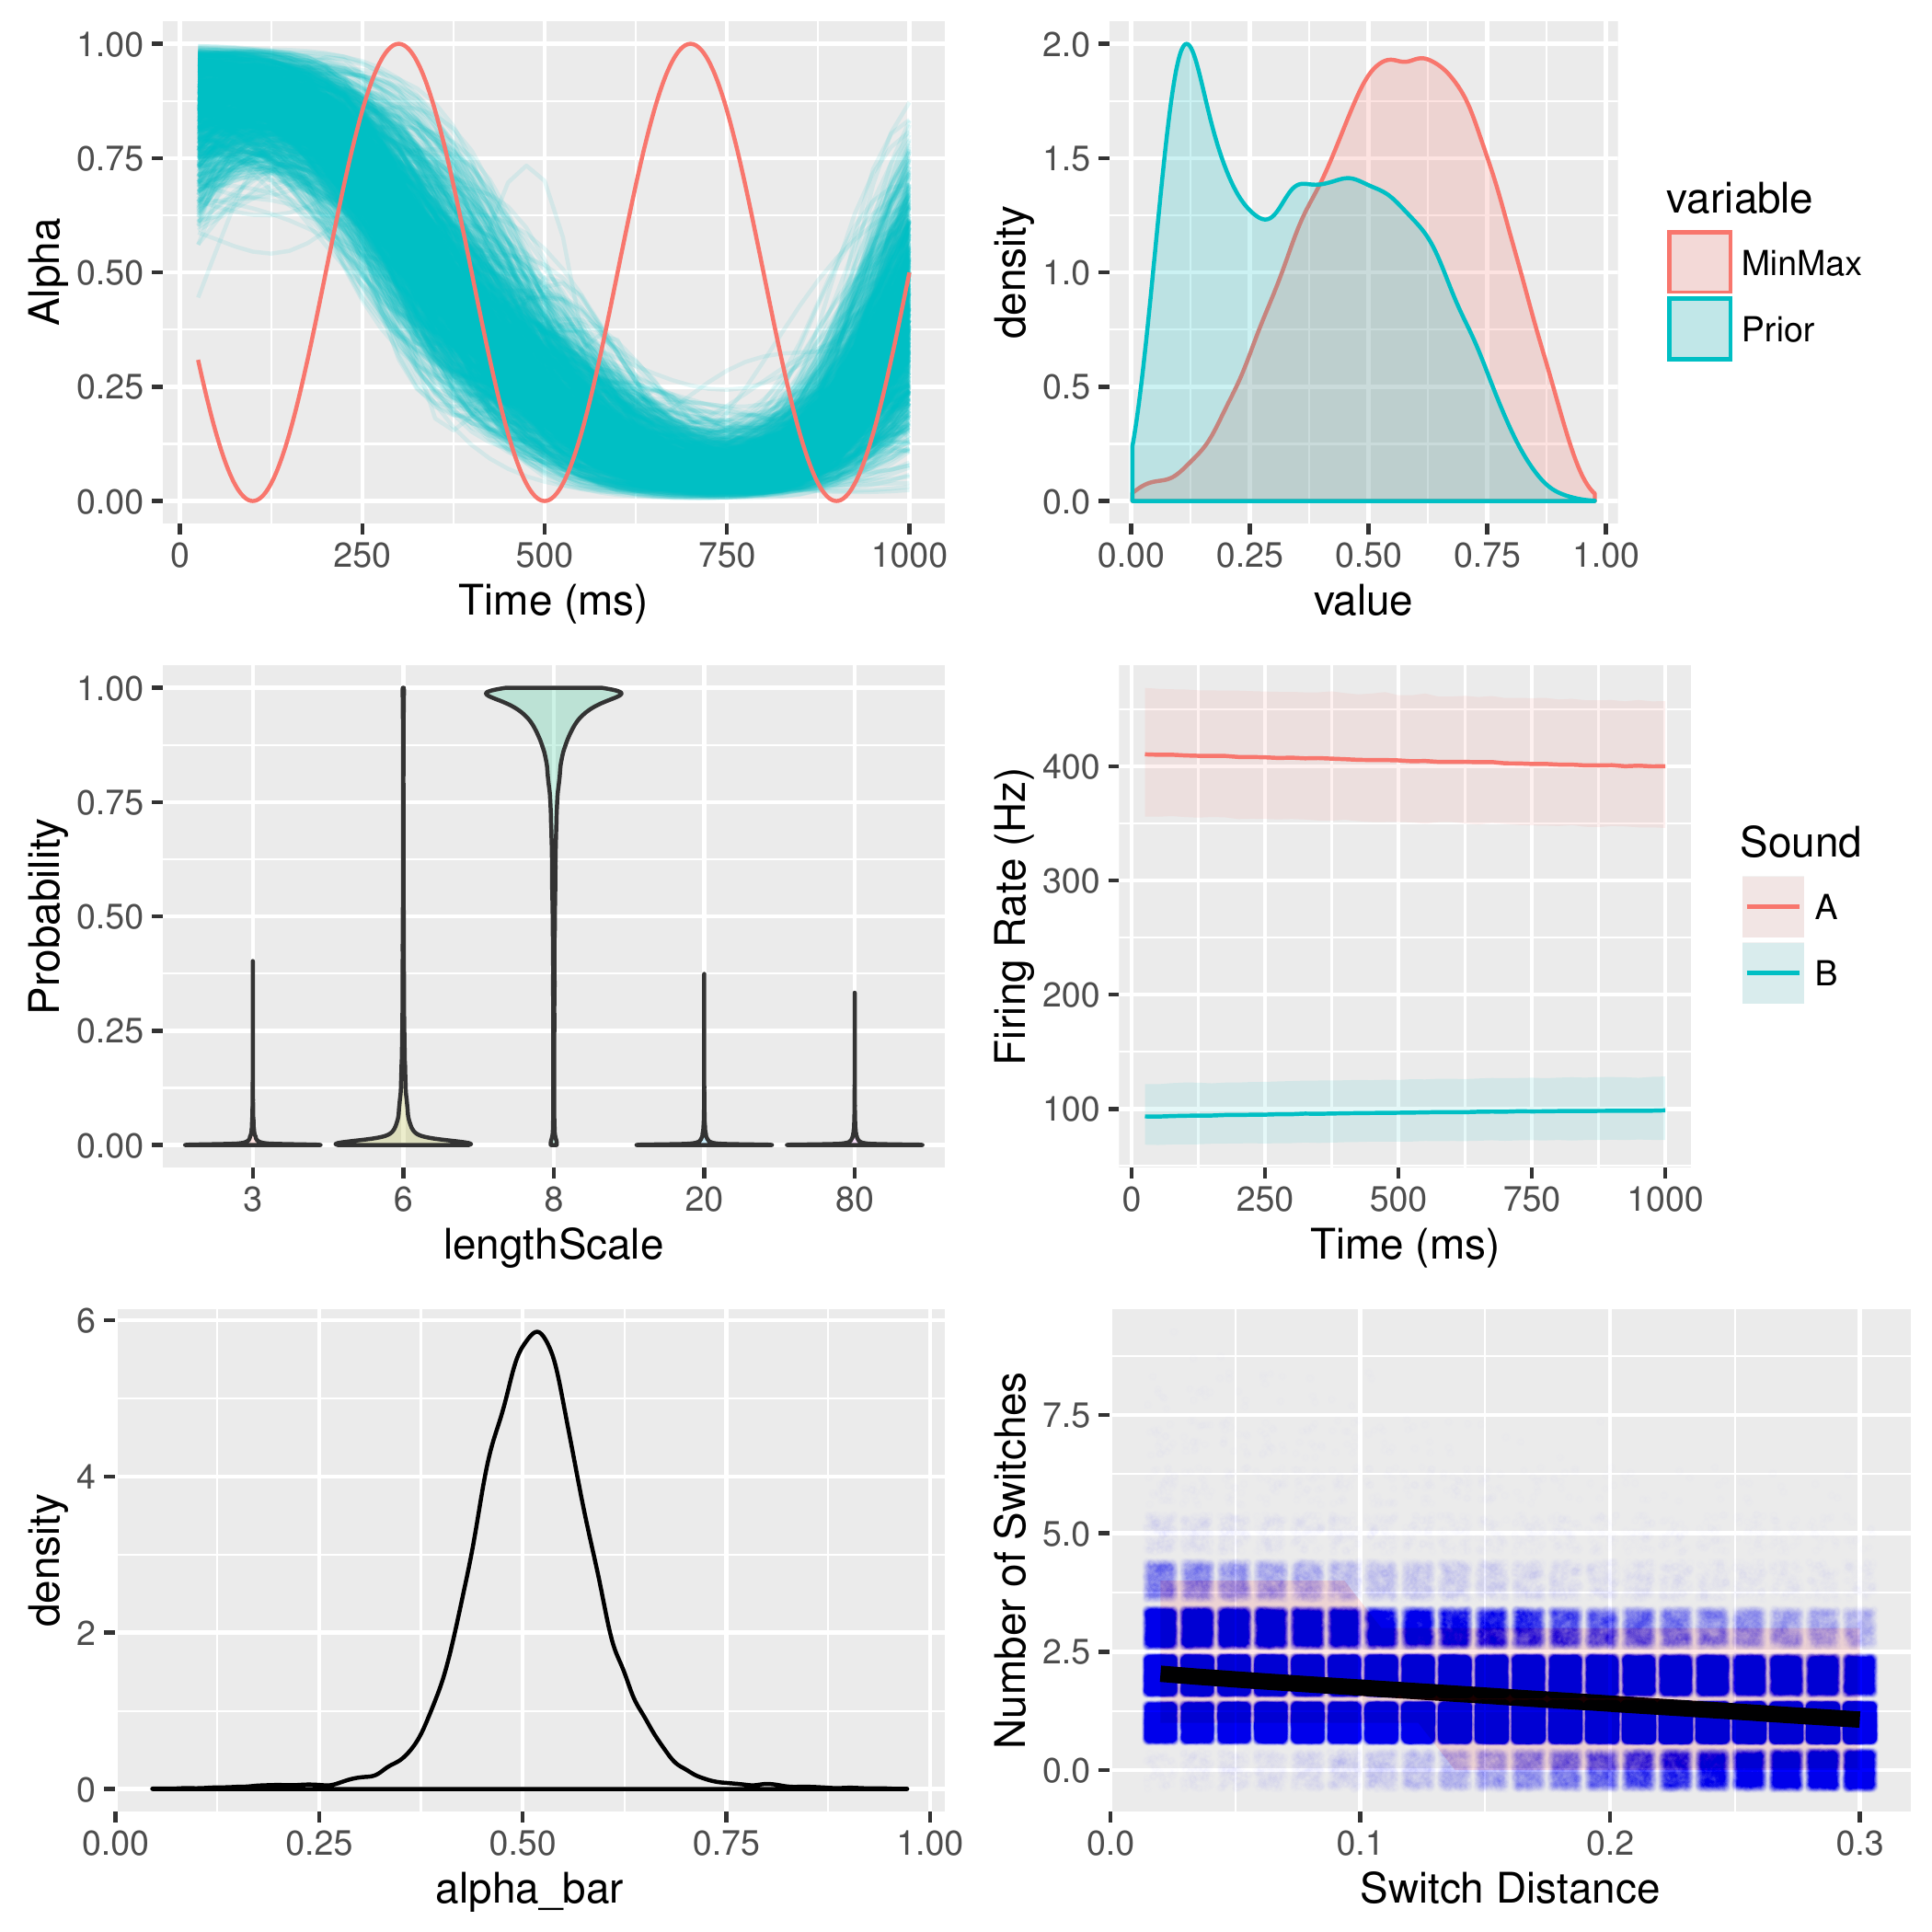 1.00
0.75
0.50
0.25
0.00
Alpha
0 250 500 750 1000
Time (ms)
2.0
1.5
1.0
0.5
0.0
density
0.00 0.25 0.50 0.75 1.00
value
variable
MinMax
Prior
1.00
0.75
0.50
0.25
0.00
Probability
3 6 8 20 80
lengthScale
400
300
200
100
Firing Rate (Hz)
0 250 500 750 1000
Time (ms)
Sound
A
B
6
4
2
0
density
0.00 0.25 0.50 0.75 1.00
alpha_bar
7.5
5.0
2.5
0.0
Number of Switches
0.0 0.1 0.2 0.3
Switch Distance